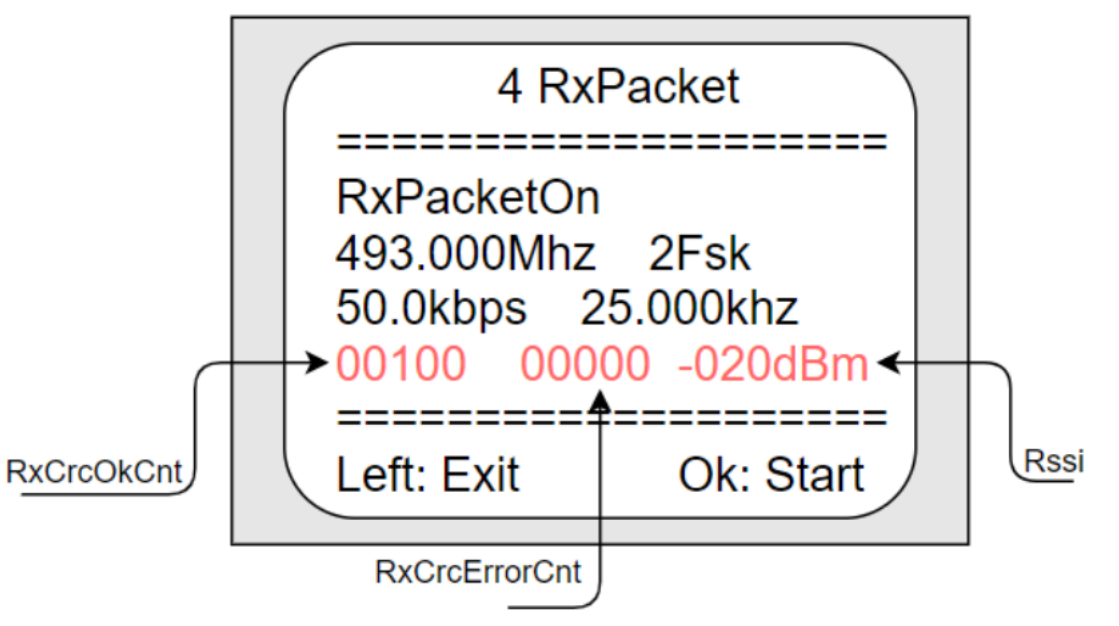 4 RxPacket
====================
RxPacketOn
493.000Mhz 2Fsk
50.0kbps 25.000khz
00100 00000 -020dBm
====================
Left: Exit Ok: Start
RxCrcOkCnt
Rssi
RxCrcErrorCnt